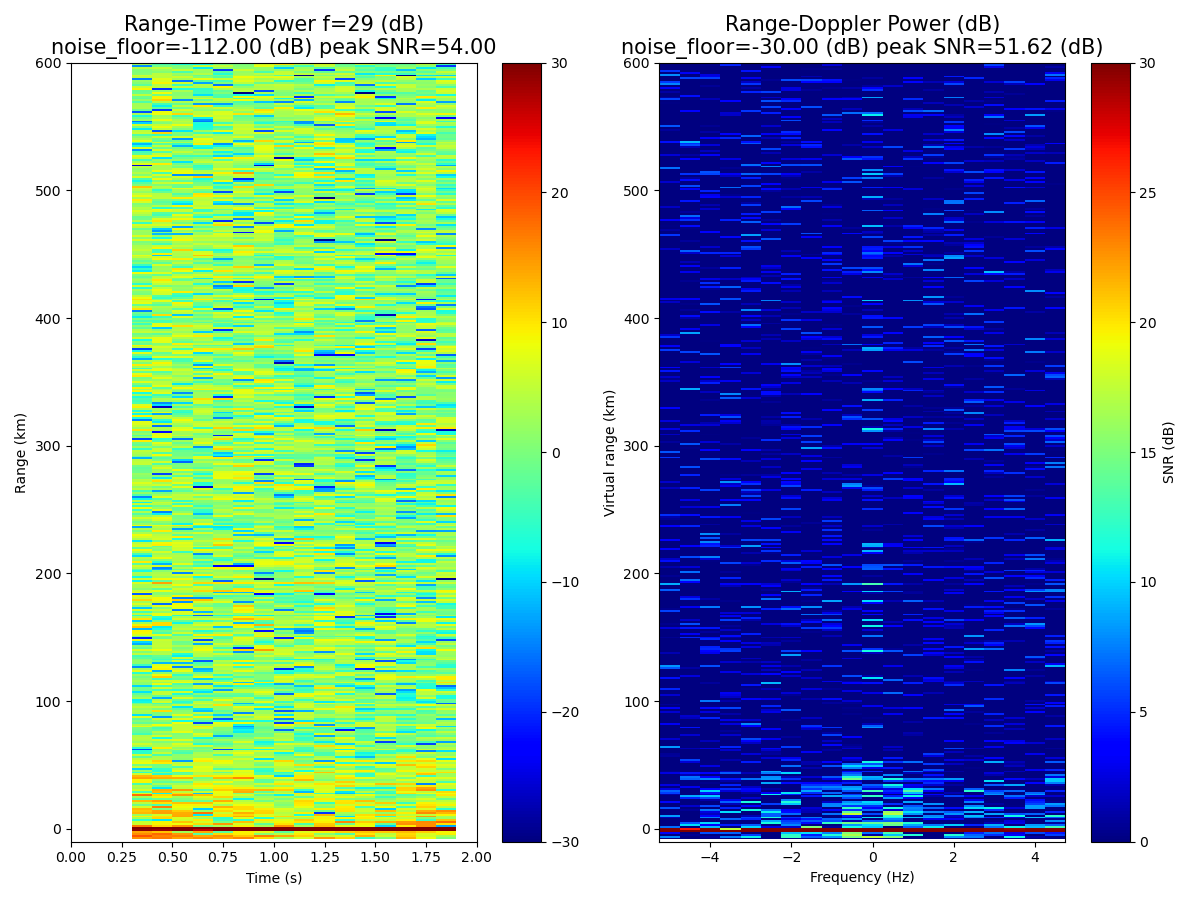 Range-Time Power f=29 (dB)
noise_floor=-112.00 (dB) peak SNR=54.00
Range-Doppler Power (dB)
noise_floor=-30.00 (dB) peak SNR=51.62 (dB)
600
500
400
300
200
100
0
Range (km)
0.00 0.25 0.50 0.75 1.00 1.25 1.50 1.75 2.00
Time (s)
30
20
10
0
−10
−20
−30
600
500
400
300
200
100
0
Virtual range (km)
−4 −2 0 2 4
Frequency (Hz)
30
25
20
15
10
5
0
SNR (dB)